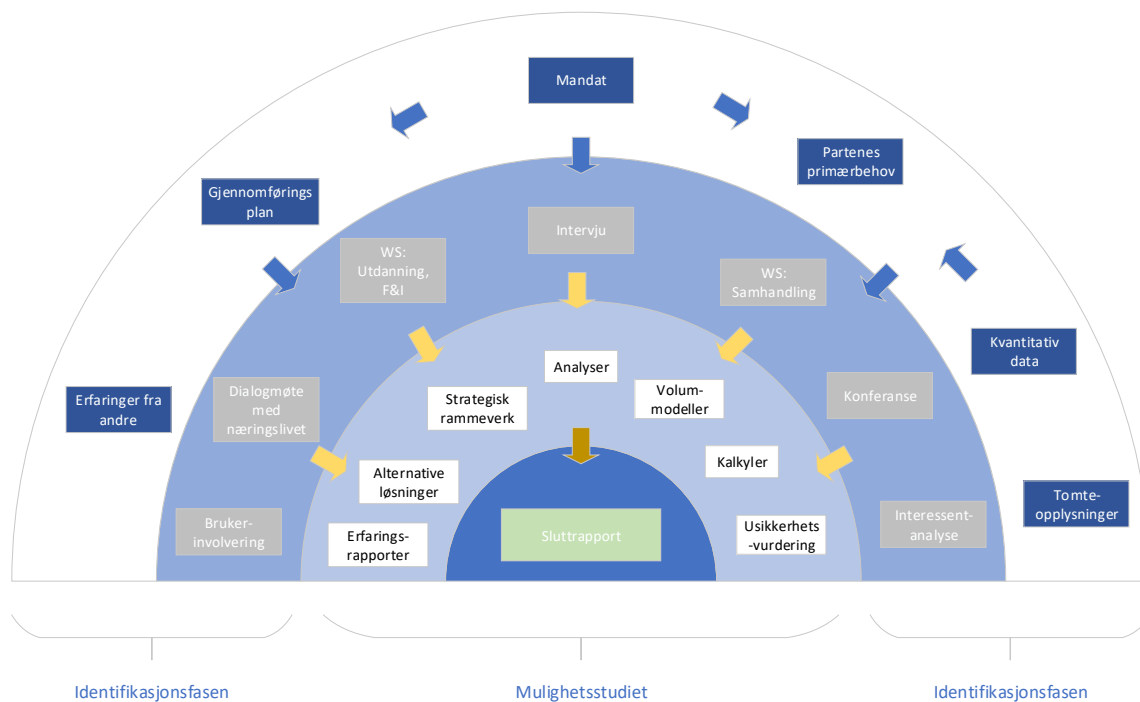 Mandat
Partenes
primærbehov
Gjennomførings
plan
Intervju
WS:
Utdanning,
F&I
WS:
Samhandling
Kvantitativ
data
Analyser
Erfaringer fra
andre
Dialogmøte
med
næringslivet
Strategisk
rammeverk
Volum-
modeller
Konferanse
Alternative
løsninger
Kalkyler
Tomte-
opplysninger
Bruker-
involvering
Erfarings-
rapporter
Sluttrapport
Usikkerhets
-vurdering
Interessent-
analyse
Identifikasjonsfasen
Mulighetsstudiet
Identifikasjonsfasen